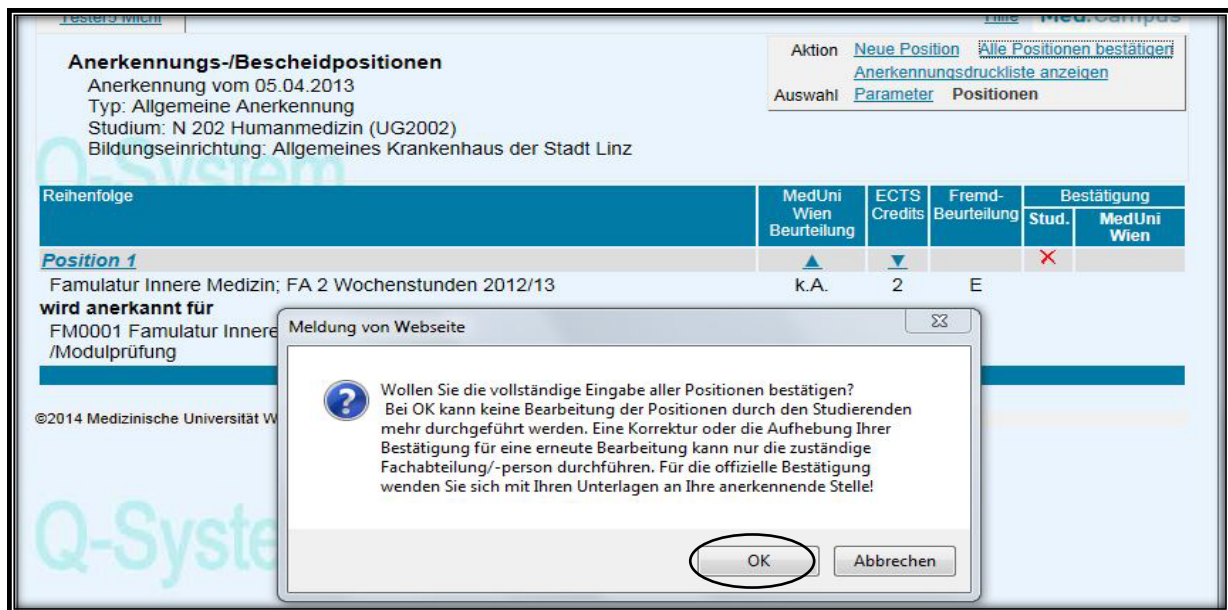 Tester5 Michl
Hilfe Med.Campus
Anerkennungs-/Bescheidpositionen
Anerkennung vom 05.04.2013
Typ: Allgemeine Anerkennung
Studium: N 202 Humanmedizin (UG2002)
Bildungseinrichtung: Allgemeines Krankenhaus der Stadt Linz
Aktion Neue Position Alle Positionen bestätigen
Anerkennungsdruckliste anzeigen
Auswahl Parameter Positionen
Q-System
Reihenfolge
MedUni Wien Beurteilung
ECTS Credits
Fremd-Beurteilung
Bestätigung
Stud.
MedUni Wien
Position 1
Famulatur Innere Medizin; FA 2 Wochenstunden 2012/13 k.A. 2 E
wird anerkannt für
FM0001 Famulatur Innere
/Modulprüfung
©2014 Medizinische Universität W
Meldung von Webseite
Wollen Sie die vollständige Eingabe aller Positionen bestätigen?
Bei OK kann keine Bearbeitung der Positionen durch den Studierenden
mehr durchgeführt werden. Eine Korrektur oder die Aufhebung Ihrer
Bestätigung für eine erneute Bearbeitung kann nur die zuständige
Fachabteilung/-person durchführen. Für die offizielle Bestätigung
wenden Sie sich mit Ihren Unterlagen an Ihre anerkennende Stelle!
OK Abbrechen
Q-Syste